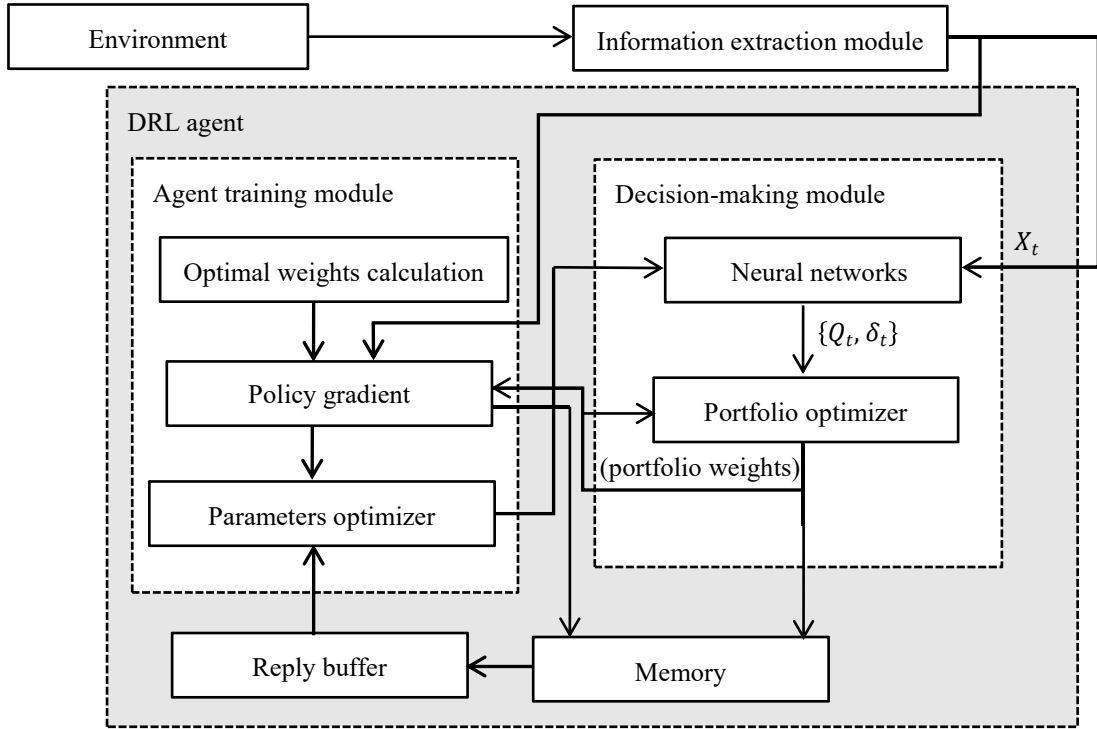 Environment
Information extraction module
DRL agent
Agent training module
Decision-making module
Optimal weights calculation
Neural networks
X_t
{Q_t, δ_t}
Policy gradient
Portfolio optimizer
(portfolio weights)
Parameters optimizer
Reply buffer
Memory